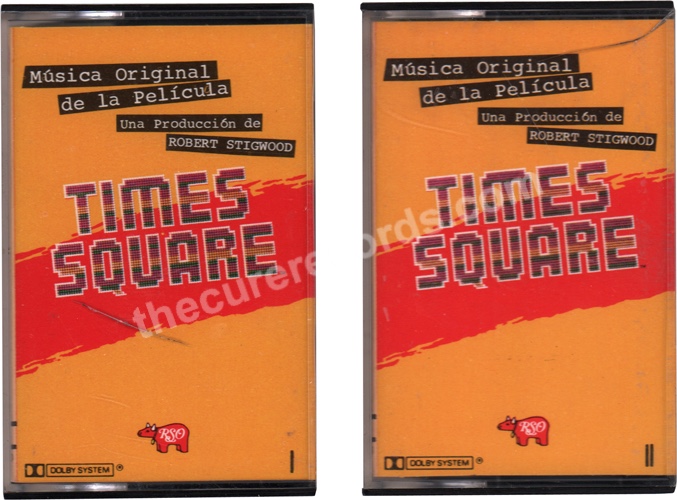 Música Original
de la Película
Una Producción de
ROBERT STIGWOOD
TIMES
SQUARE
RSO
DOLBY SYSTEM ®
I
Música Original
de la Película
Una Producción de
ROBERT STIGWOOD
TIMES
SQUARE™
RSO
DOLBY SYSTEM ®
II
thecurerecords.com